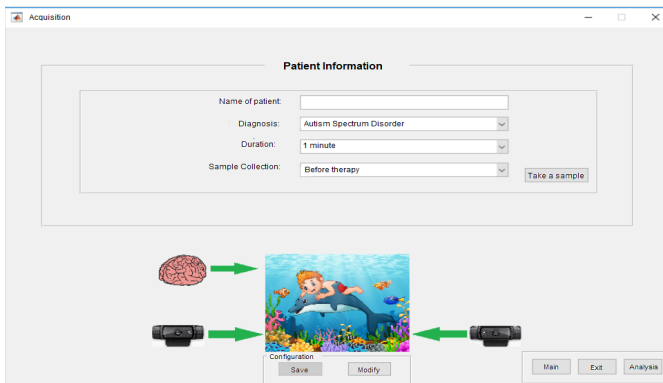 Acquisition
Patient Information
Name of patient:
Diagnosis: Autism Spectrum Disorder
Duration: 1 minute
Sample Collection: Before therapy
Take a sample
Configuration
Save Modify
Main Exit Analysis